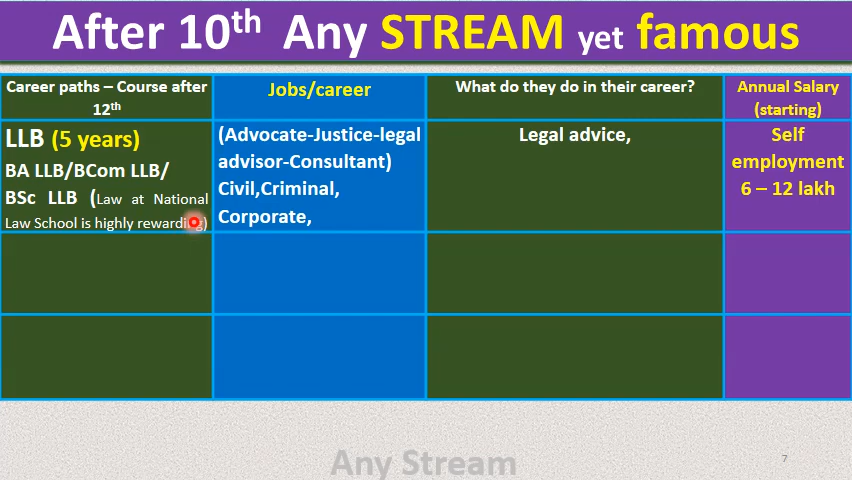 After 10th Any STREAM yet famous
Career paths – Course after
12th
Jobs/career
What do they do in their career?
Annual Salary
(starting)
LLB (5 years)
BA LLB/BCom LLB/
BSc LLB (Law at National
Law School is highly rewarding)
(Advocate-Justice-legal
advisor-Consultant)
Civil,Criminal,
Corporate,
Legal advice,
Self
employment
6 – 12 lakh
Any Stream
7